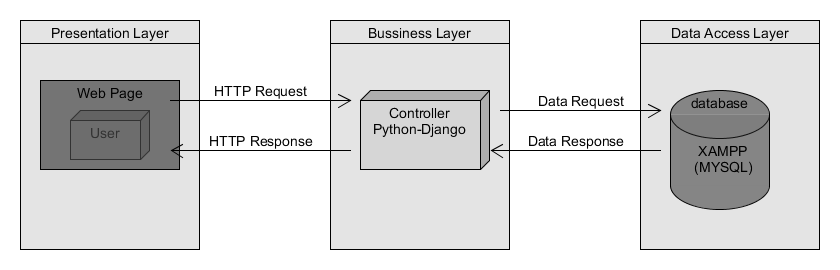 Presentation Layer
Bussiness Layer
Data Access Layer
Web Page
User
HTTP Request
HTTP Response
Controller
Python-Django
Data Request
Data Response
database
XAMPP
(MYSQL)